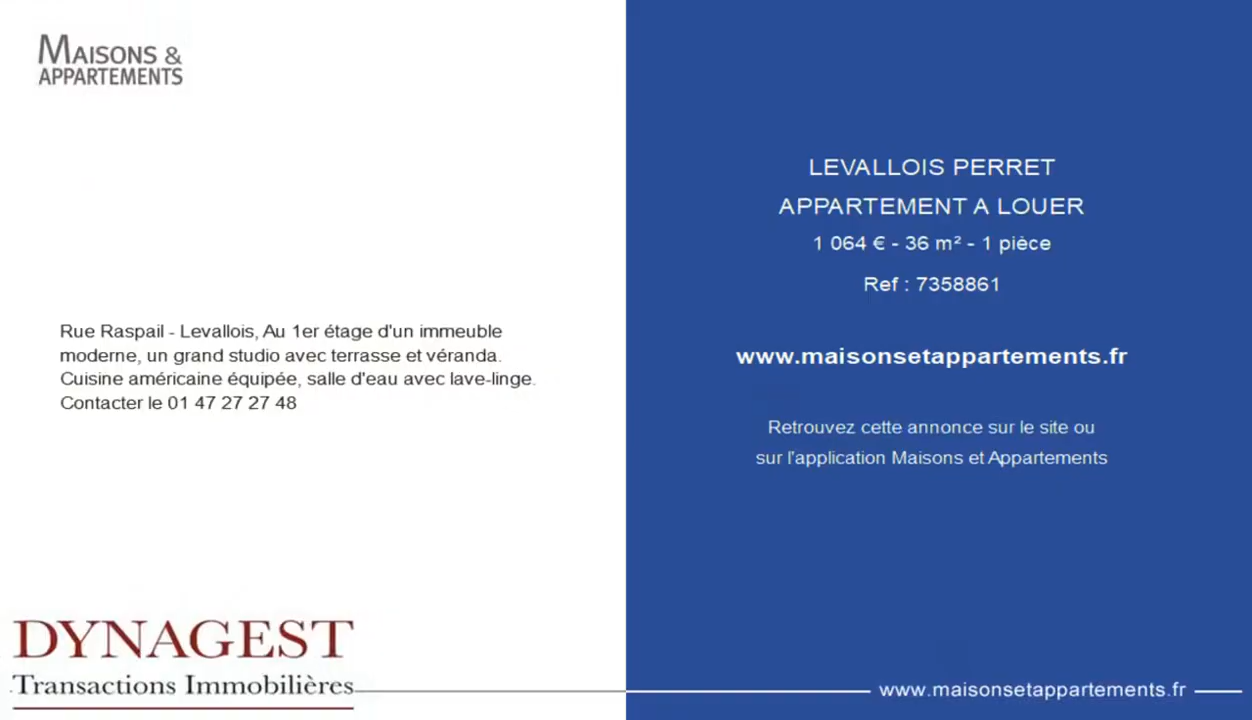 MAISONS &
APPARTEMENTS
Rue Raspail - Levallois, Au 1er étage d'un immeuble
moderne, un grand studio avec terrasse et véranda.
Cuisine américaine équipée, salle d'eau avec lave-linge.
Contacter le 01 47 27 27 48
DYNAGEST
Transactions Immobilières
LEVALLOIS PERRET
APPARTEMENT A LOUER
1 064 € - 36 m² - 1 pièce
Ref : 7358861
www.maisonsetappartements.fr
Retrouvez cette annonce sur le site ou
sur l'application Maisons et Appartements
www.maisonsetappartements.fr